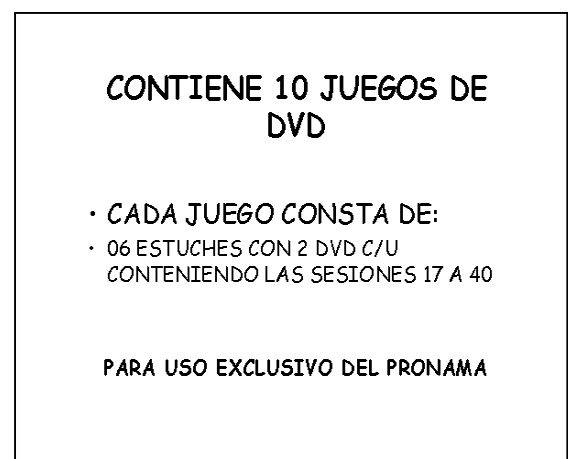 CONTIENE 10 JUEGOS DE
DVD
• CADA JUEGO CONSTA DE:
• 06 ESTUCHES CON 2 DVD C/U
CONTENIENDO LAS SESIONES 17 A 40
PARA USO EXCLUSIVO DEL PRONAMA